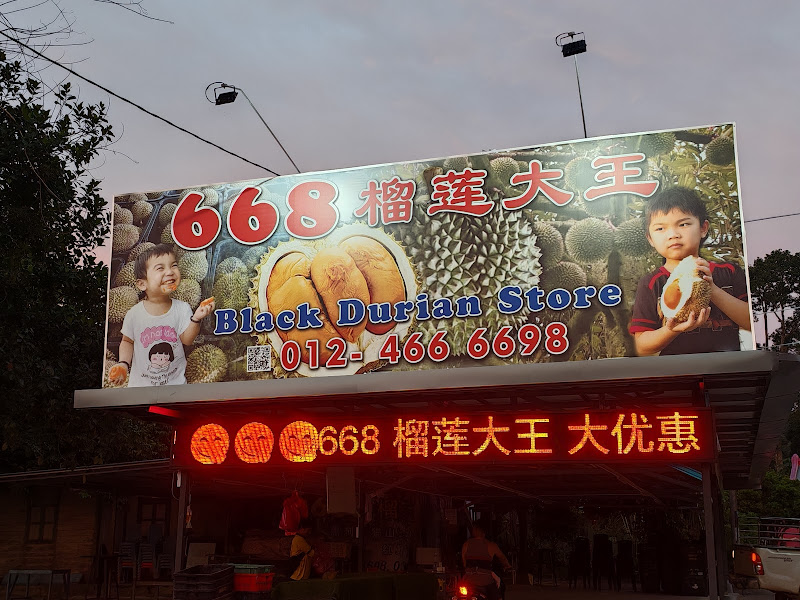 668 榴莲大王
Black Durian Store
012- 466 6698
668 榴莲大王 大优惠